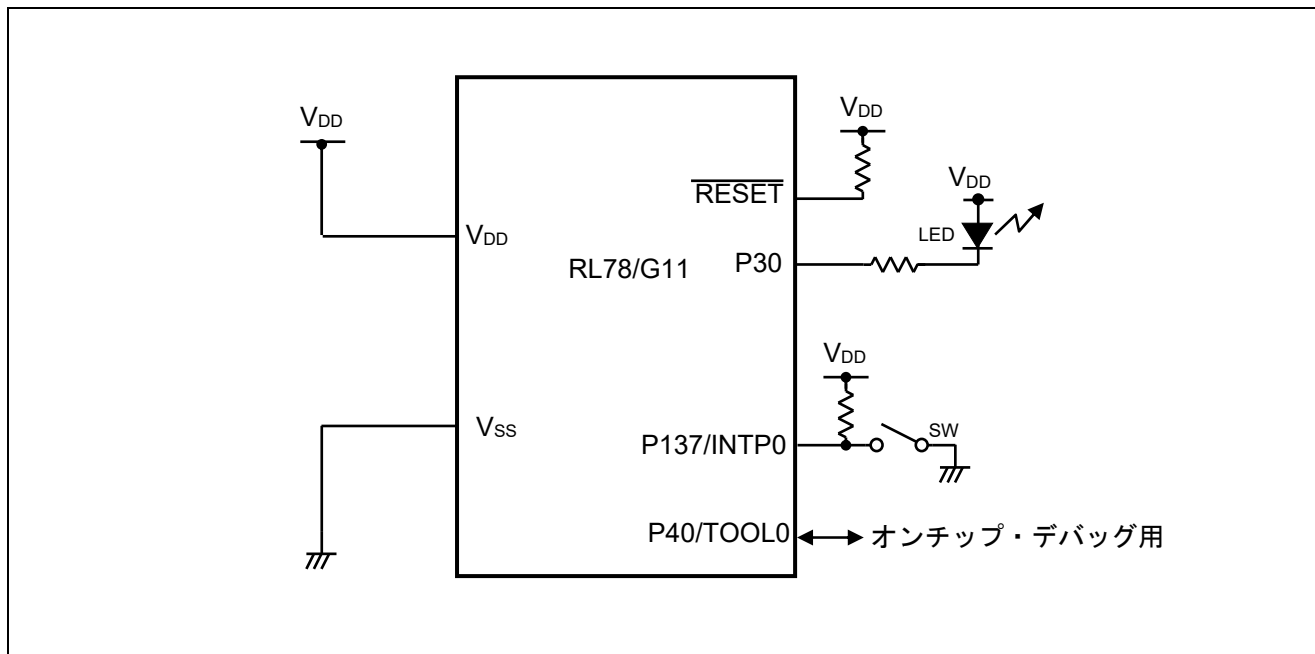 VDD
VDD
RESET
VDD
LED
VDD
RL78/G11
P30
VDD
VSS
P137/INTP0
SW
P40/TOOL0
オンチップ・デバッグ用